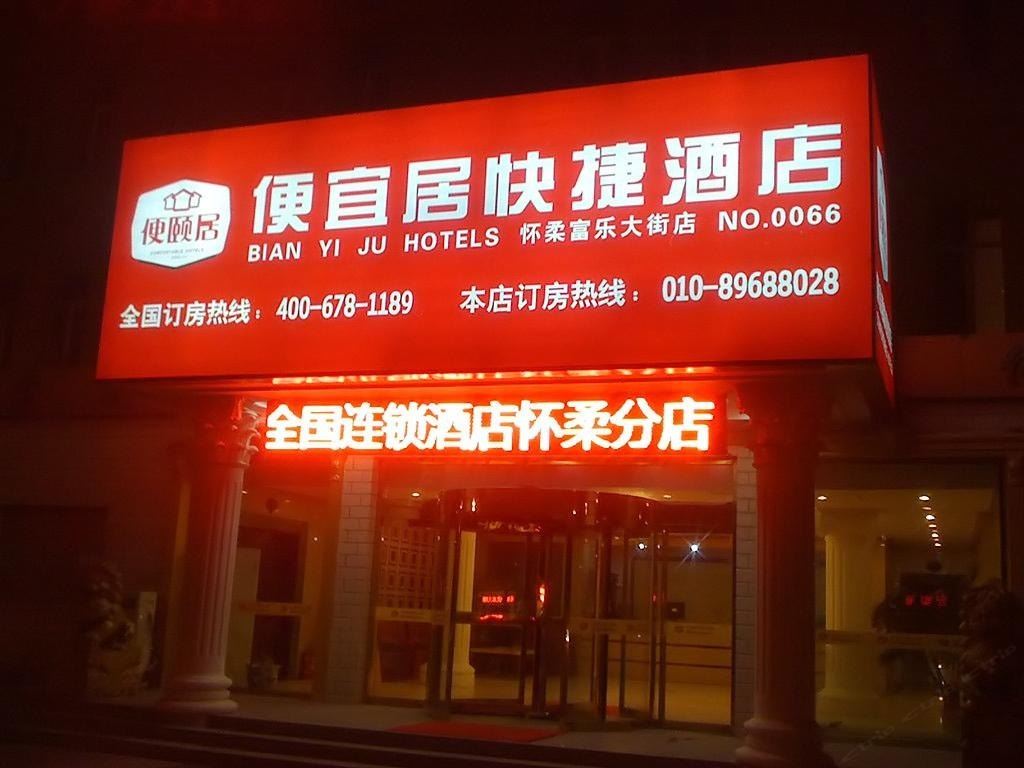 便宜居快捷酒店
便颐居
BIAN YI JU HOTELS 怀柔富乐大街店 NO.0066
全国订房热线：400-678-1189 本店订房热线：010-89688028
全国连锁酒店怀柔分店